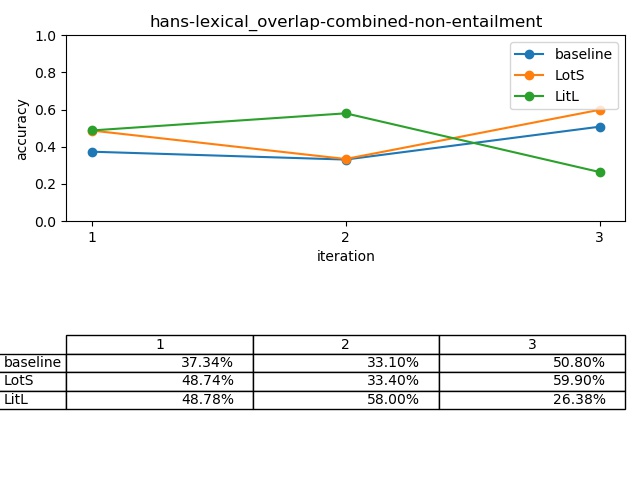 hans-lexical_overlap-combined-non-entailment
1.0
0.8
0.6
0.4
0.2
0.0
accuracy
baseline
LotS
LitL
1 2 3
iteration
1 2 3
baseline 37.34% 33.10% 50.80%
LotS 48.74% 33.40% 59.90%
LitL 48.78% 58.00% 26.38%